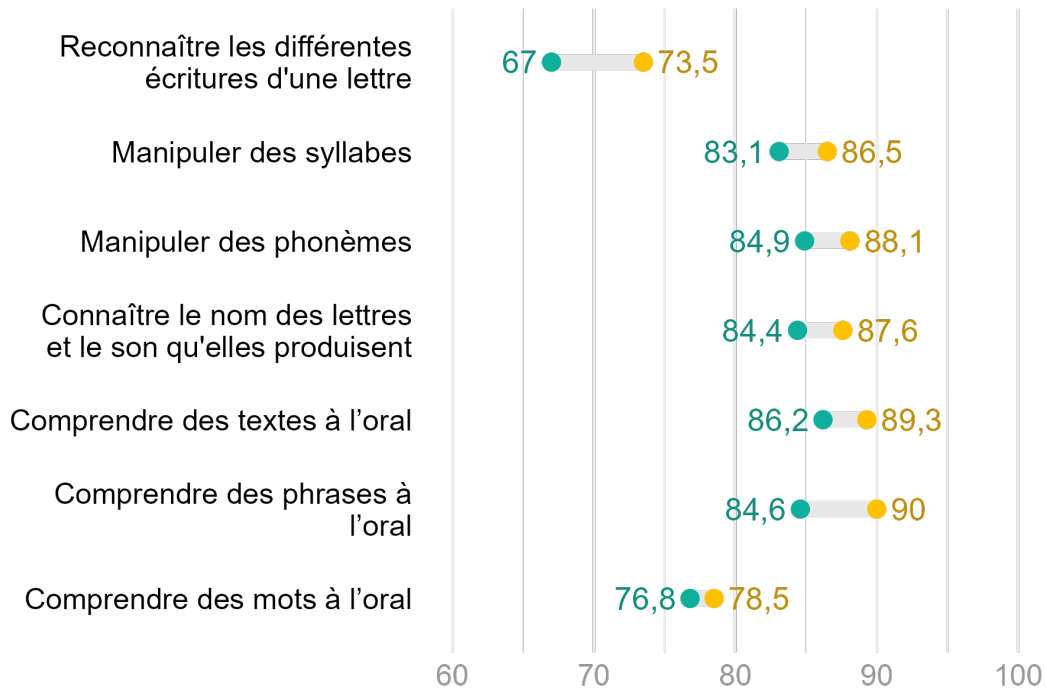 Reconnaître les différentes
écritures d'une lettre
67
73,5
Manipuler des syllabes
83,1
86,5
Manipuler des phonèmes
84,9
88,1
Connaître le nom des lettres
et le son qu'elles produisent
84,4
87,6
Comprendre des textes à l’oral
86,2
89,3
Comprendre des phrases à
l’oral
84,6
90
Comprendre des mots à l’oral
76,8
78,5
60 70 80 90 100